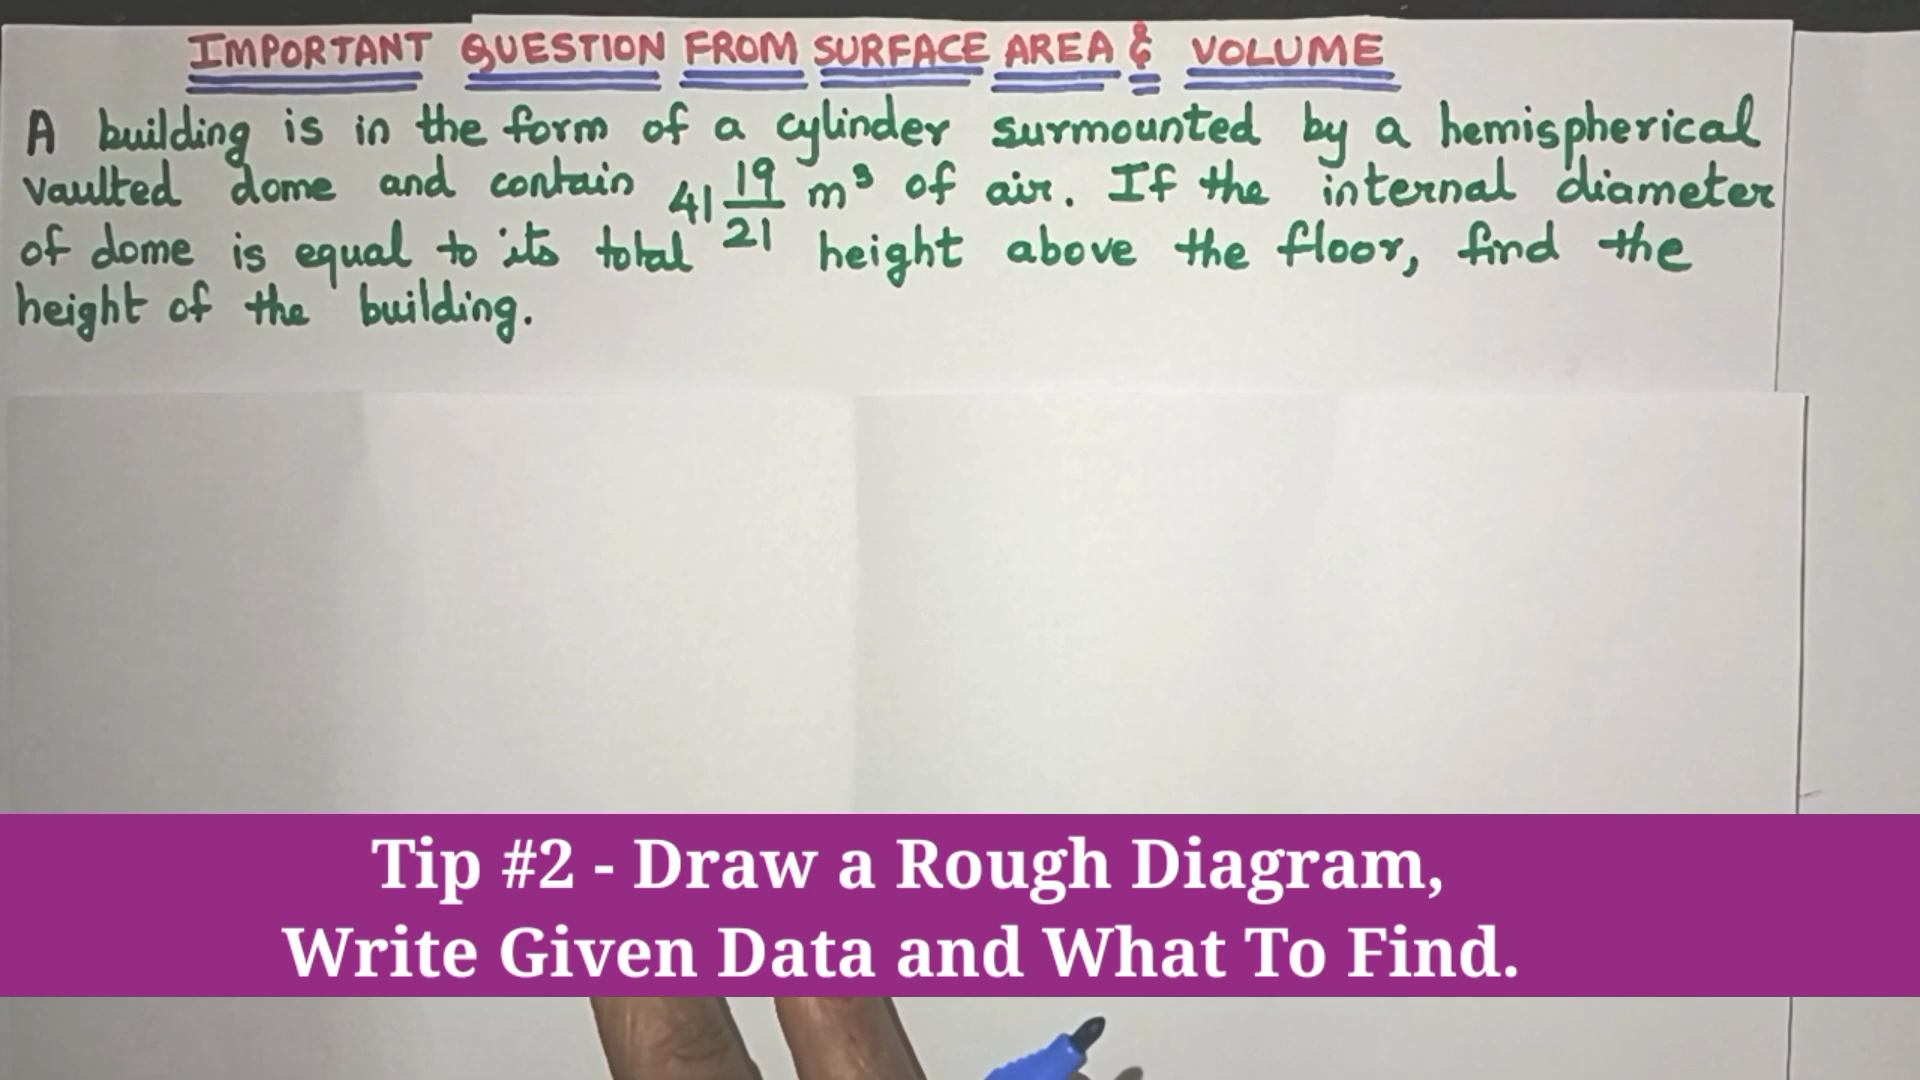 IMPORTANT QUESTION FROM SURFACE AREA & VOLUME
A building is in the form of a cylinder surmounted by a hemispherical
vaulted dome and contain 41 19/21 m³ of air. If the internal diameter
of dome is equal to its total height above the floor, find the
height of the building.
Tip #2 - Draw a Rough Diagram,
Write Given Data and What To Find.